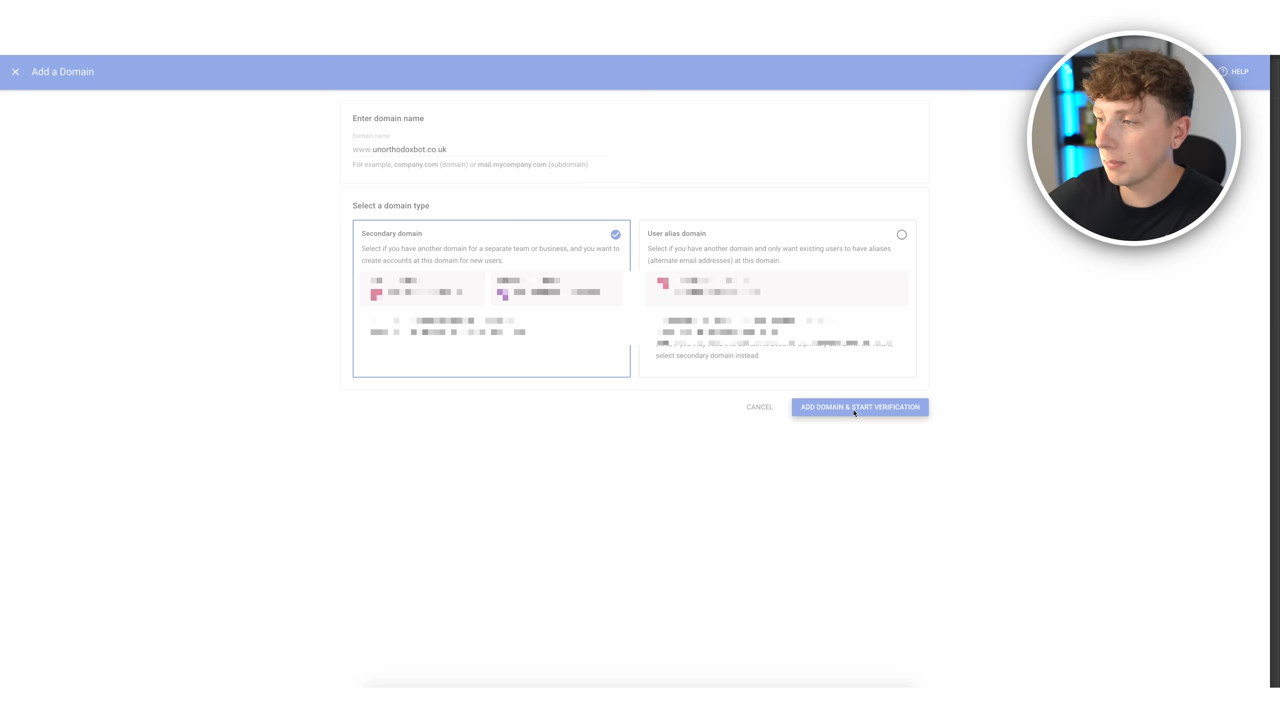 Add a Domain
HELP
Enter domain name
Domain name
www. unorthodoxbot.co.uk
For example, company.com (domain) or mail.mycompany.com (subdomain)
Select a domain type
Secondary domain
Select if you have another domain for a separate team or business, and you want to
create accounts at this domain for new users.
User alias domain
Select if you have another domain and only want existing users to have aliases
(alternate email addresses) at this domain.
select secondary domain instead.
CANCEL
ADD DOMAIN & START VERIFICATION